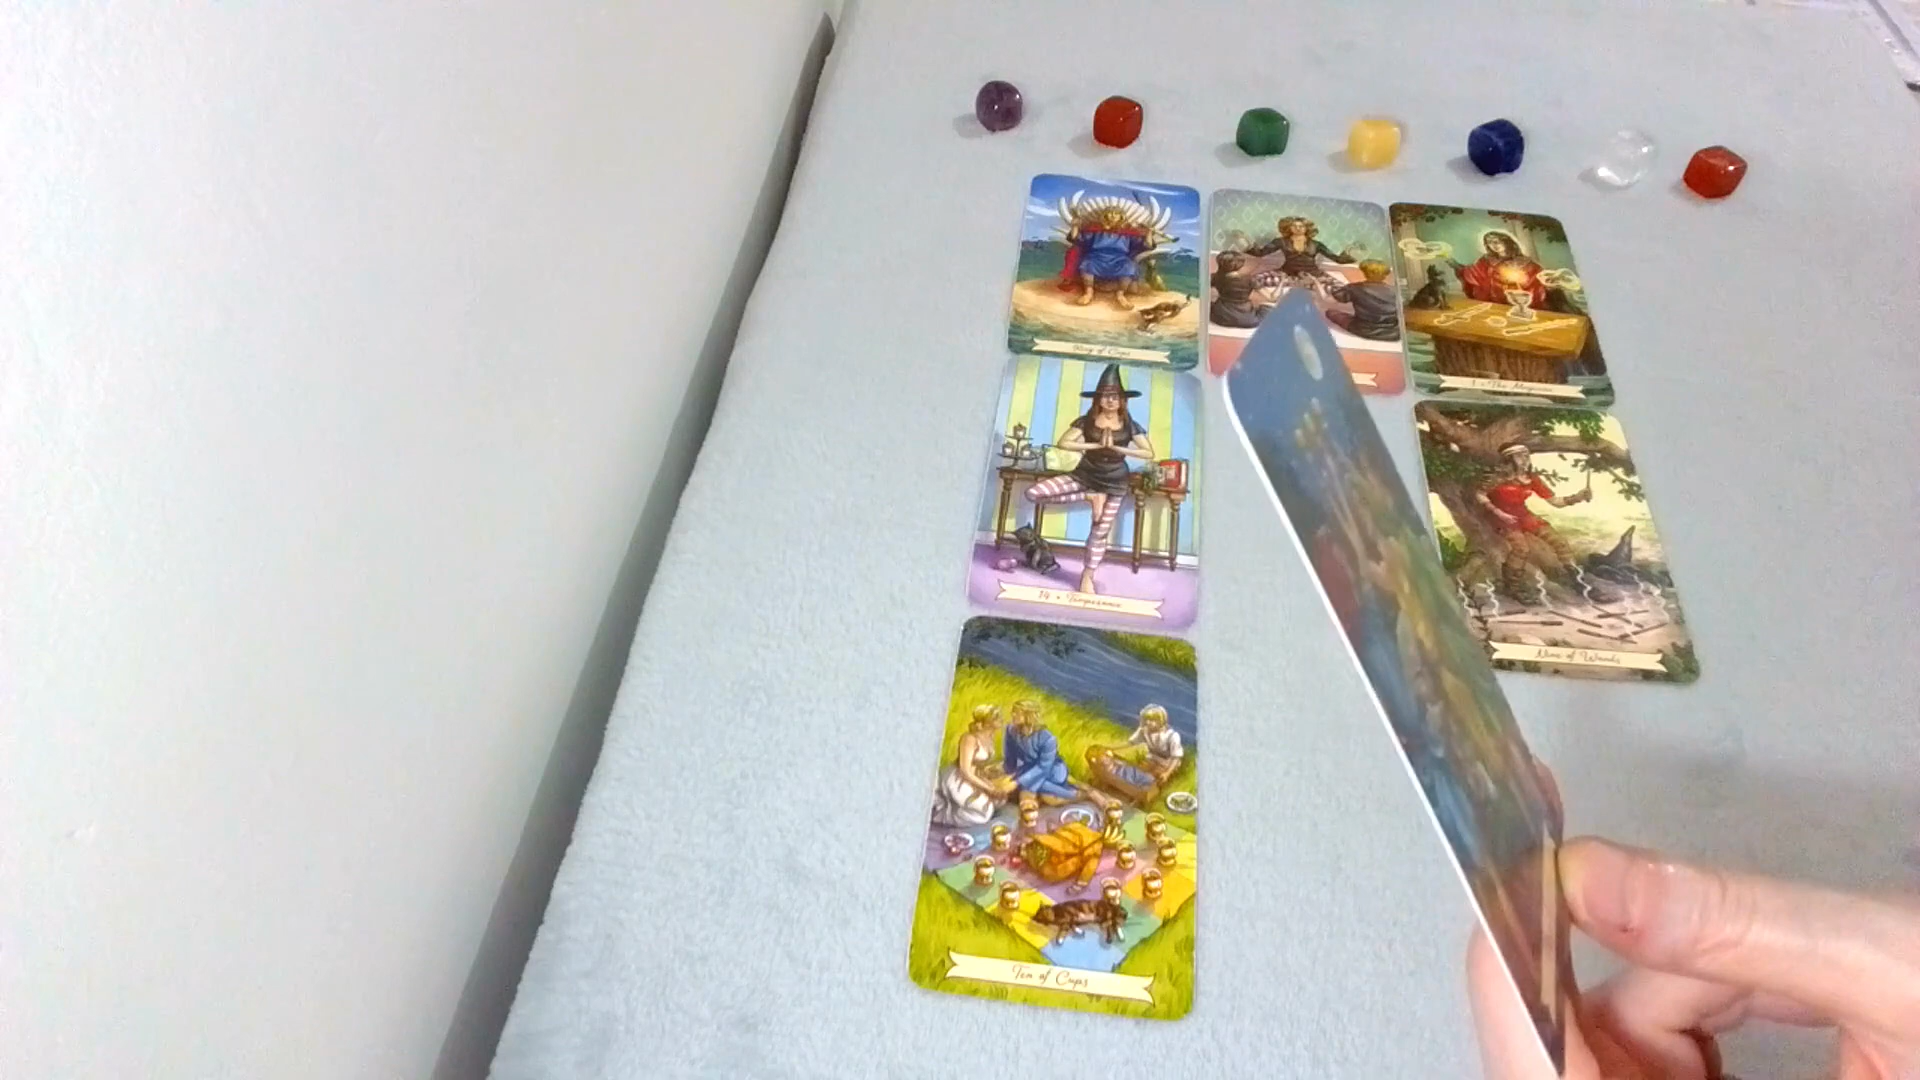 King of Cups
1 • The Magician
14 • Temperance
Nine of Wands
Ten of Cups